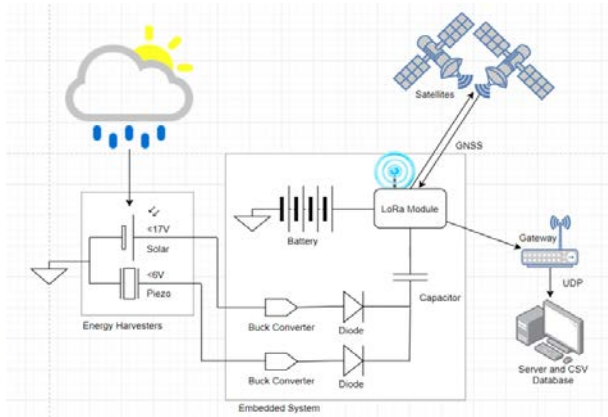 Satellites
GNSS
LoRa Module
Battery
Gateway
<17V
Solar
<6V
Piezo
Capacitor
UDP
Energy Harvesters
Buck Converter
Diode
Server and CSV
Database
Buck Converter
Diode
Embedded System